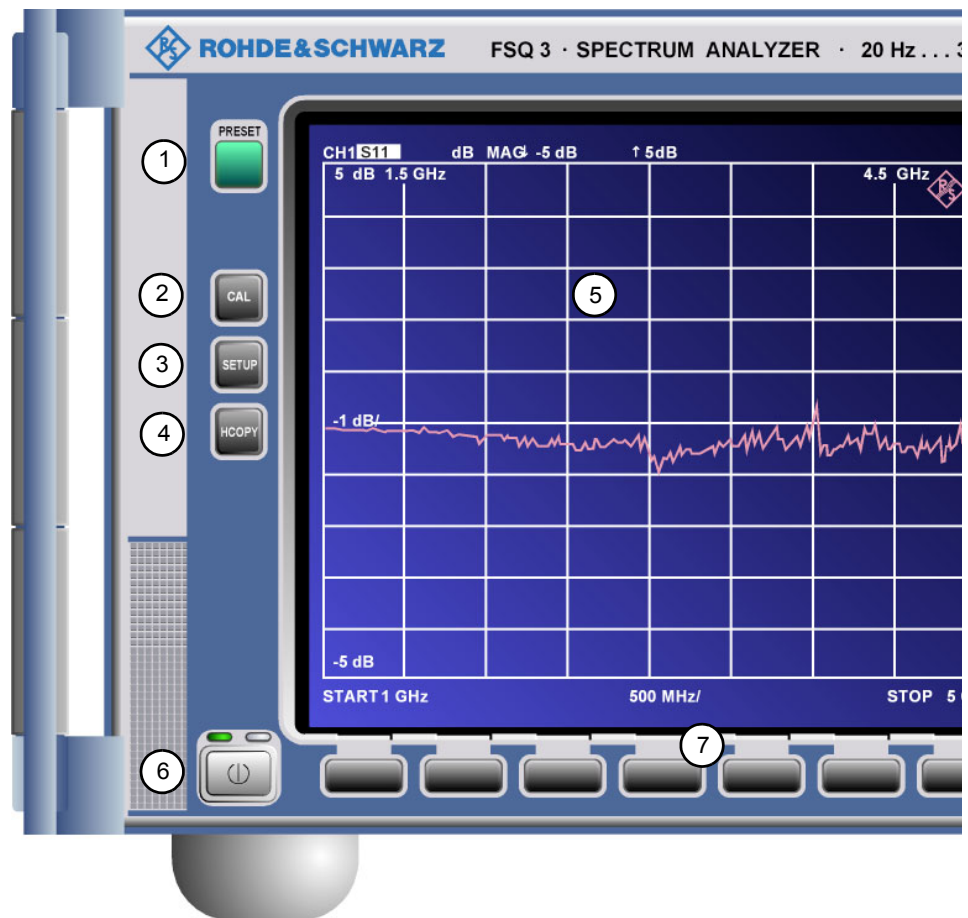 R&S ROHDE&SCHWARZ FSQ 3 · SPECTRUM ANALYZER · 20 Hz . . . 3
PRESET
1
CH1 S11 dB MAG -5 dB ↑ 5dB
5 dB 1.5 GHz 4.5 GHz R&S
2
CAL
5
3
SETUP
4
HCOPY
-1 dB/
-5 dB
START 1 GHz 500 MHz/ STOP 5
7
6